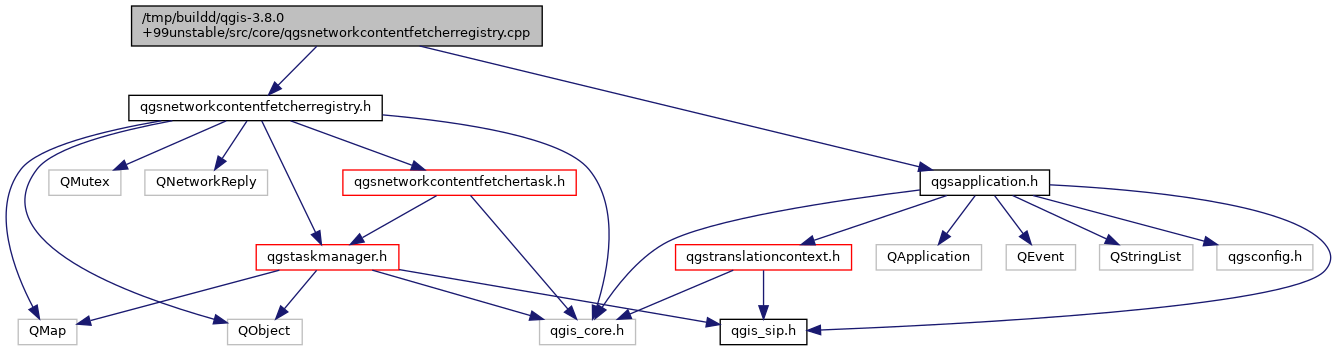 /tmp/buildd/qgis-3.8.0
+99unstable/src/core/qgsnetworkcontentfetcherregistry.cpp
qgsnetworkcontentfetcherregistry.h
QMutex
QNetworkReply
qgsnetworkcontentfetchertask.h
qgsapplication.h
qgstaskmanager.h
qgstranslationcontext.h
QApplication
QEvent
QStringList
qgsconfig.h
QMap
QObject
qgis_core.h
qgis_sip.h